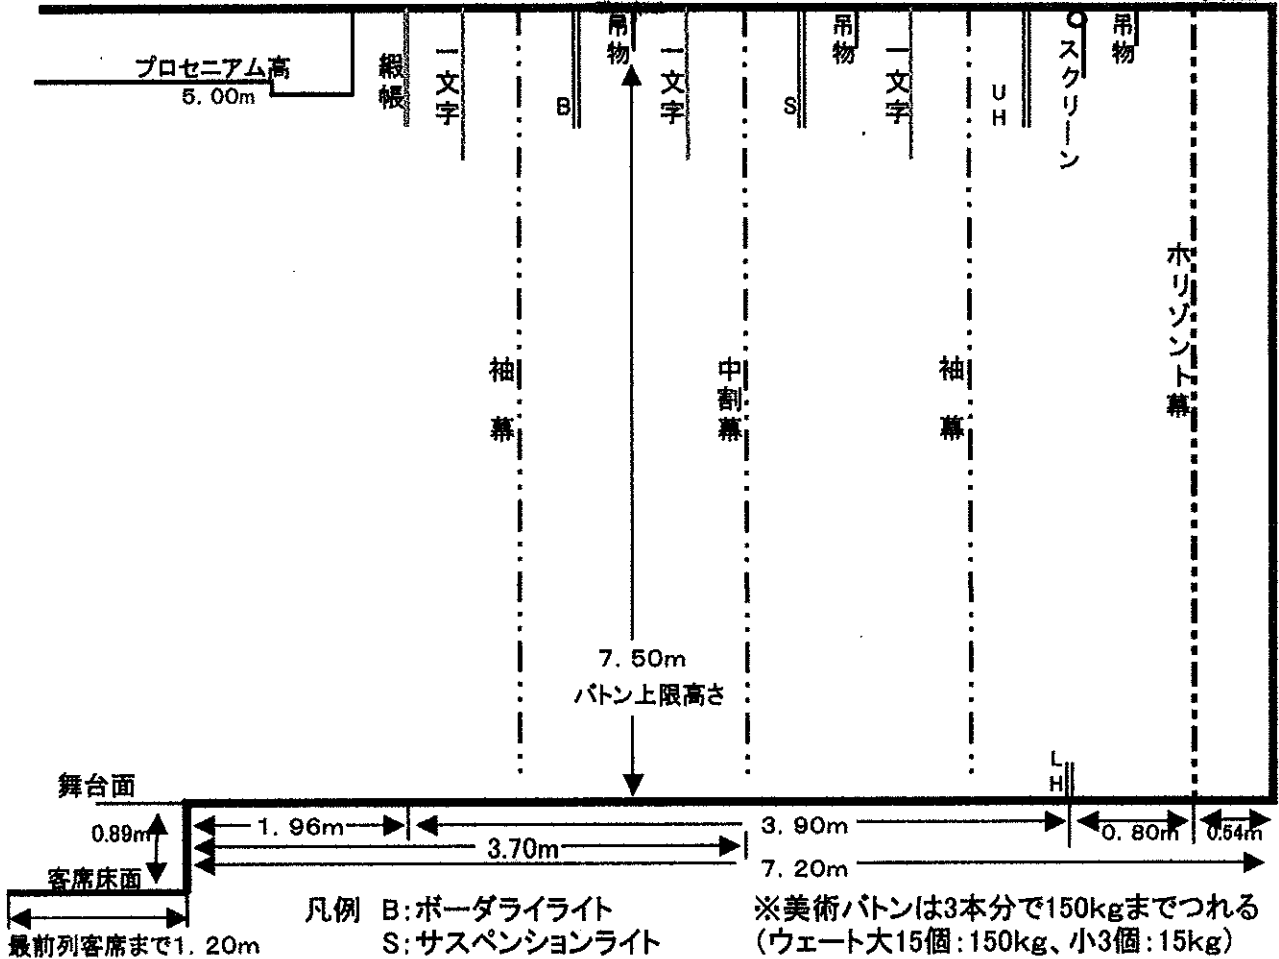 プロセニアム高
5.00m
緞帳
一文字
B
吊物
一文字
S
吊物
一文字
UH
スクリーン
吊物
袖幕
中割幕
袖幕
ホリゾント幕
7.50m
バトン上限高さ
LH
舞台面
0.89m
1.96m
3.90m
0.80m
0.54m
3.70m
7.20m
客席床面
最前列客席まで1.20m
凡例 B:ボーダライライト
S:サスペンションライト
※美術バトンは3本分で150kgまでつれる
(ウェート大15個:150kg、小3個:15kg)